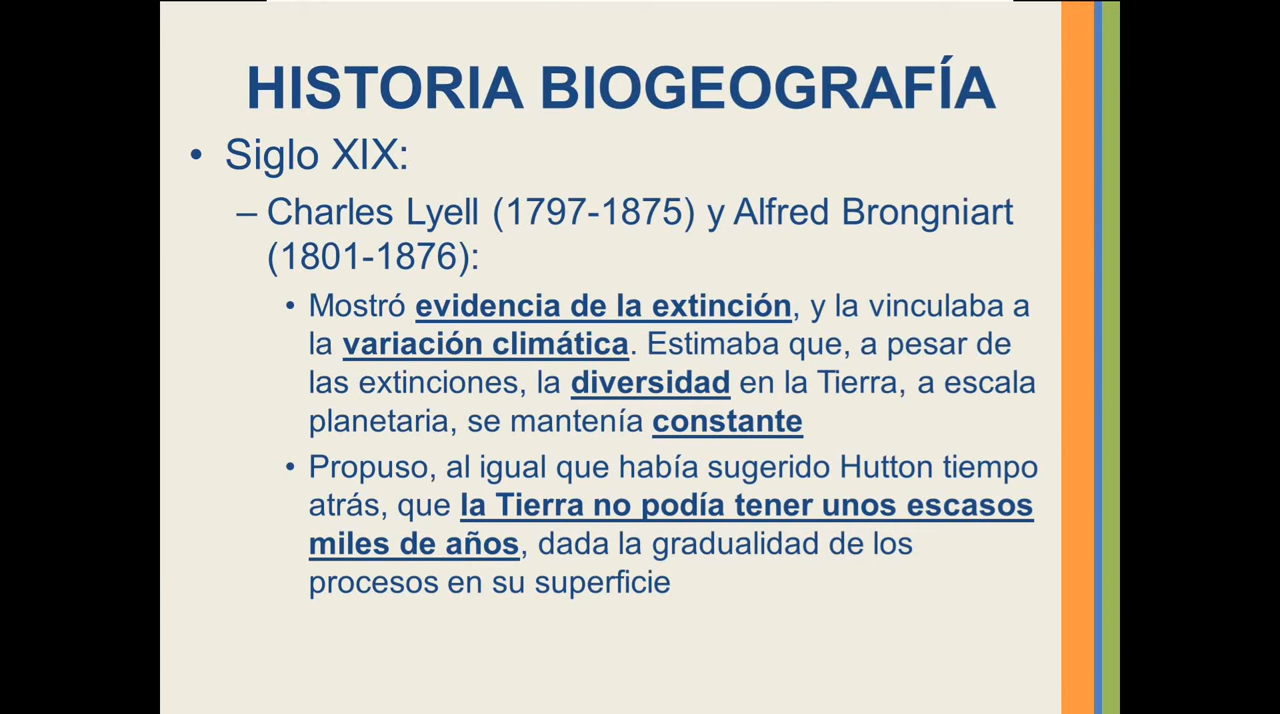 HISTORIA BIOGEOGRAFÍA
• Siglo XIX:
– Charles Lyell (1797-1875) y Alfred Brongniart
(1801-1876):
• Mostró evidencia de la extinción, y la vinculaba a
la variación climática. Estimaba que, a pesar de
las extinciones, la diversidad en la Tierra, a escala
planetaria, se mantenía constante
• Propuso, al igual que había sugerido Hutton tiempo
atrás, que la Tierra no podía tener unos escasos
miles de años, dada la gradualidad de los
procesos en su superficie